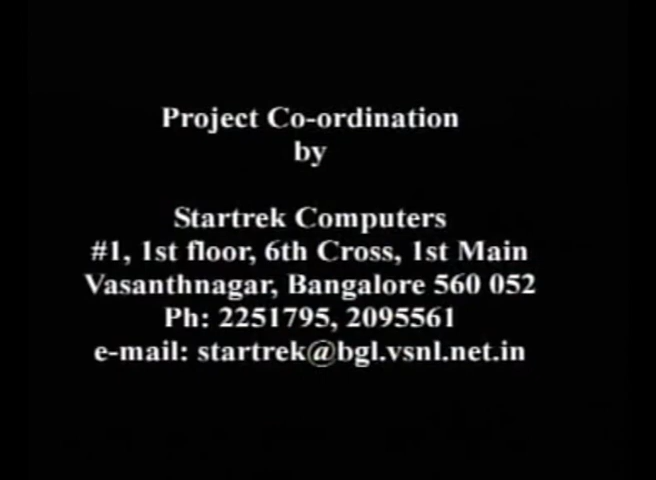 Project Co-ordination
by
Startrek Computers
#1, 1st floor, 6th Cross, 1st Main
Vasanthnagar, Bangalore 560 052
Ph: 2251795, 2095561
e-mail: startrek@bgl.vsnl.net.in